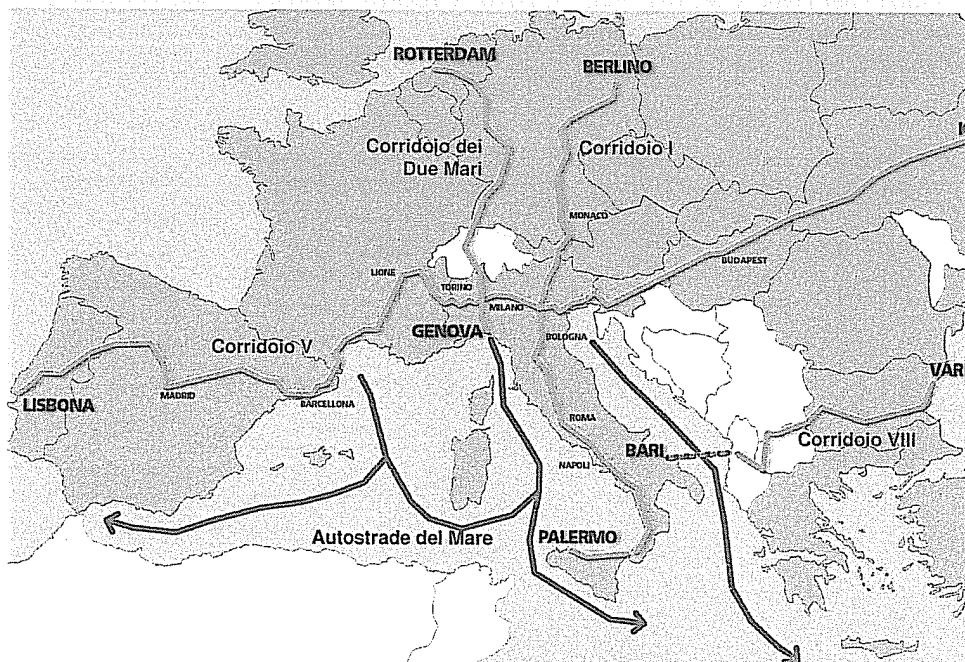 ROTTERDAM
BERLINO
Corridoio dei
Due Mari
Corridoio I
MONACO
BUDAPEST
LIONE
TORINO
MILANO
GENOVA
BOLOGNA
Corridoio V
LISBONA
MADRID
BARCELLONA
ROMA
VAR
Corridoio VIII
BARI
NAPOLI
Autostrade del Mare
PALERMO